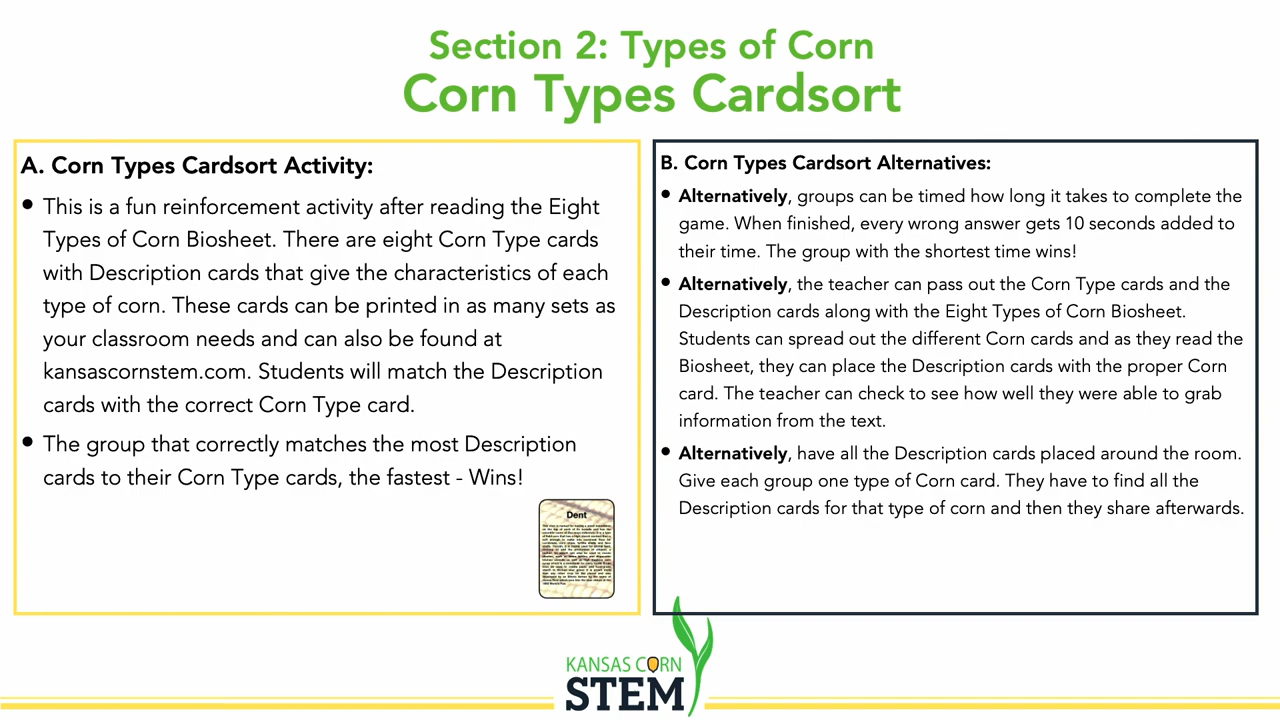 Section 2: Types of Corn
Corn Types Cardsort
A. Corn Types Cardsort Activity:
• This is a fun reinforcement activity after reading the Eight
Types of Corn Biosheet. There are eight Corn Type cards
with Description cards that give the characteristics of each
type of corn. These cards can be printed in as many sets as
your classroom needs and can also be found at
kansascornstem.com. Students will match the Description
cards with the correct Corn Type card.
• The group that correctly matches the most Description
cards to their Corn Type cards, the fastest - Wins!
Dent
B. Corn Types Cardsort Alternatives:
• Alternatively, groups can be timed how long it takes to complete the
game. When finished, every wrong answer gets 10 seconds added to
their time. The group with the shortest time wins!
• Alternatively, the teacher can pass out the Corn Type cards and the
Description cards along with the Eight Types of Corn Biosheet.
Students can spread out the different Corn cards and as they read the
Biosheet, they can place the Description cards with the proper Corn
card. The teacher can check to see how well they were able to grab
information from the text.
• Alternatively, have all the Description cards placed around the room.
Give each group one type of Corn card. They have to find all the
Description cards for that type of corn and then they share afterwards.
KANSAS CORN
STEM